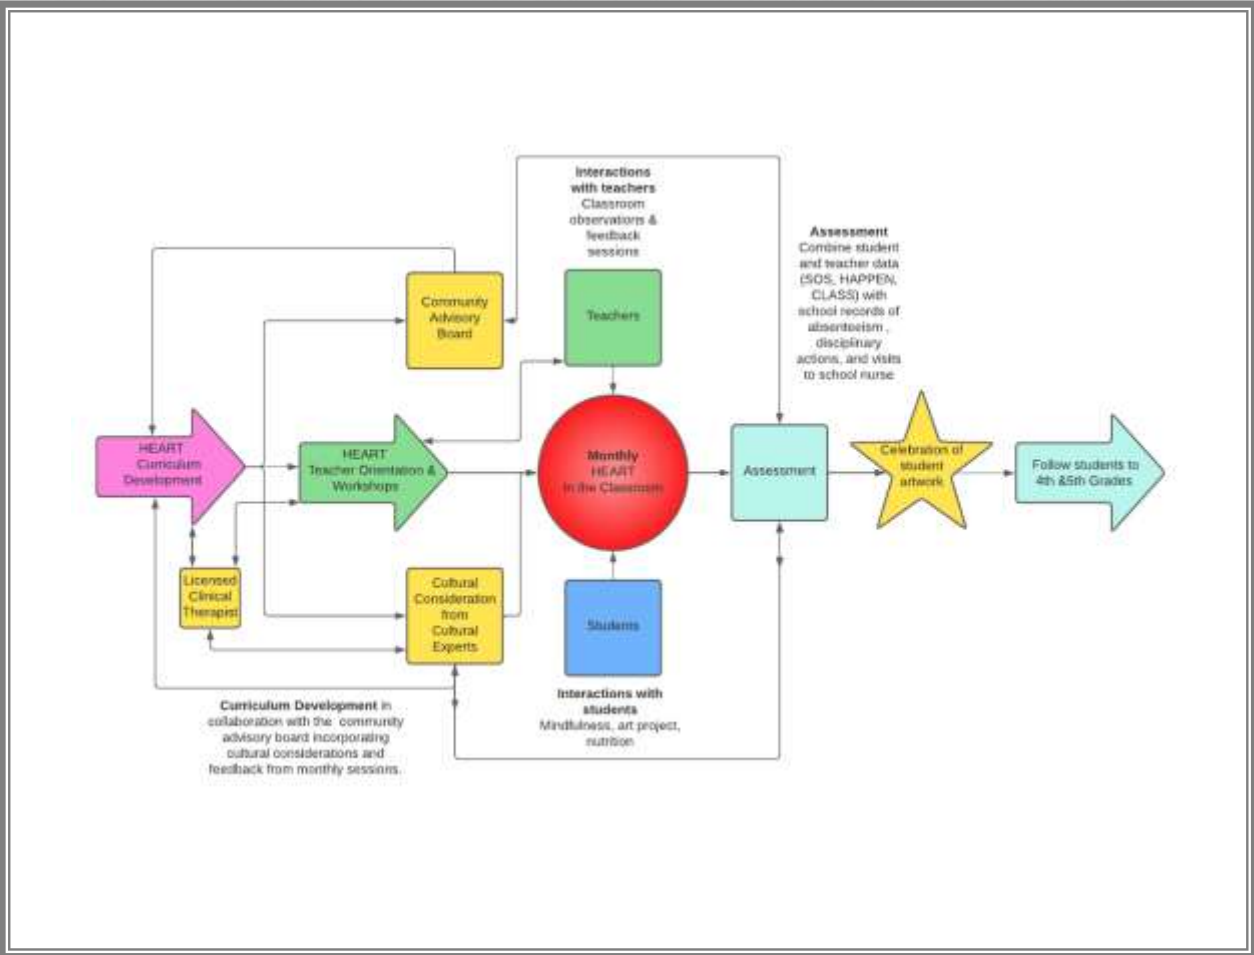 Interactions
with teachers
Classroom
observations &
feedback
sessions
Assessment
Combine student
and teacher data
(SOS, HAPPEN,
CLASS) with
school records of
absenteeism ,
disciplinary
actions, and visits
to school nurse
Community
Advisory
Board
Teachers
HEART
Curriculum
Development
HEART
Teacher Orientation &
Workshops
Monthly
HEART
in the Classroom
Assessment
Celebration of
student
artwork
Follow students to
4th &5th Grades
Licensed
Clinical
Therapist
Cultural
Consideration
from
Cultural
Experts
Students
Interactions with
students
Mindfulness, art project,
nutrition
Curriculum Development in
collaboration with the community
advisory board incorporating
cultural considerations and
feedback from monthly sessions.